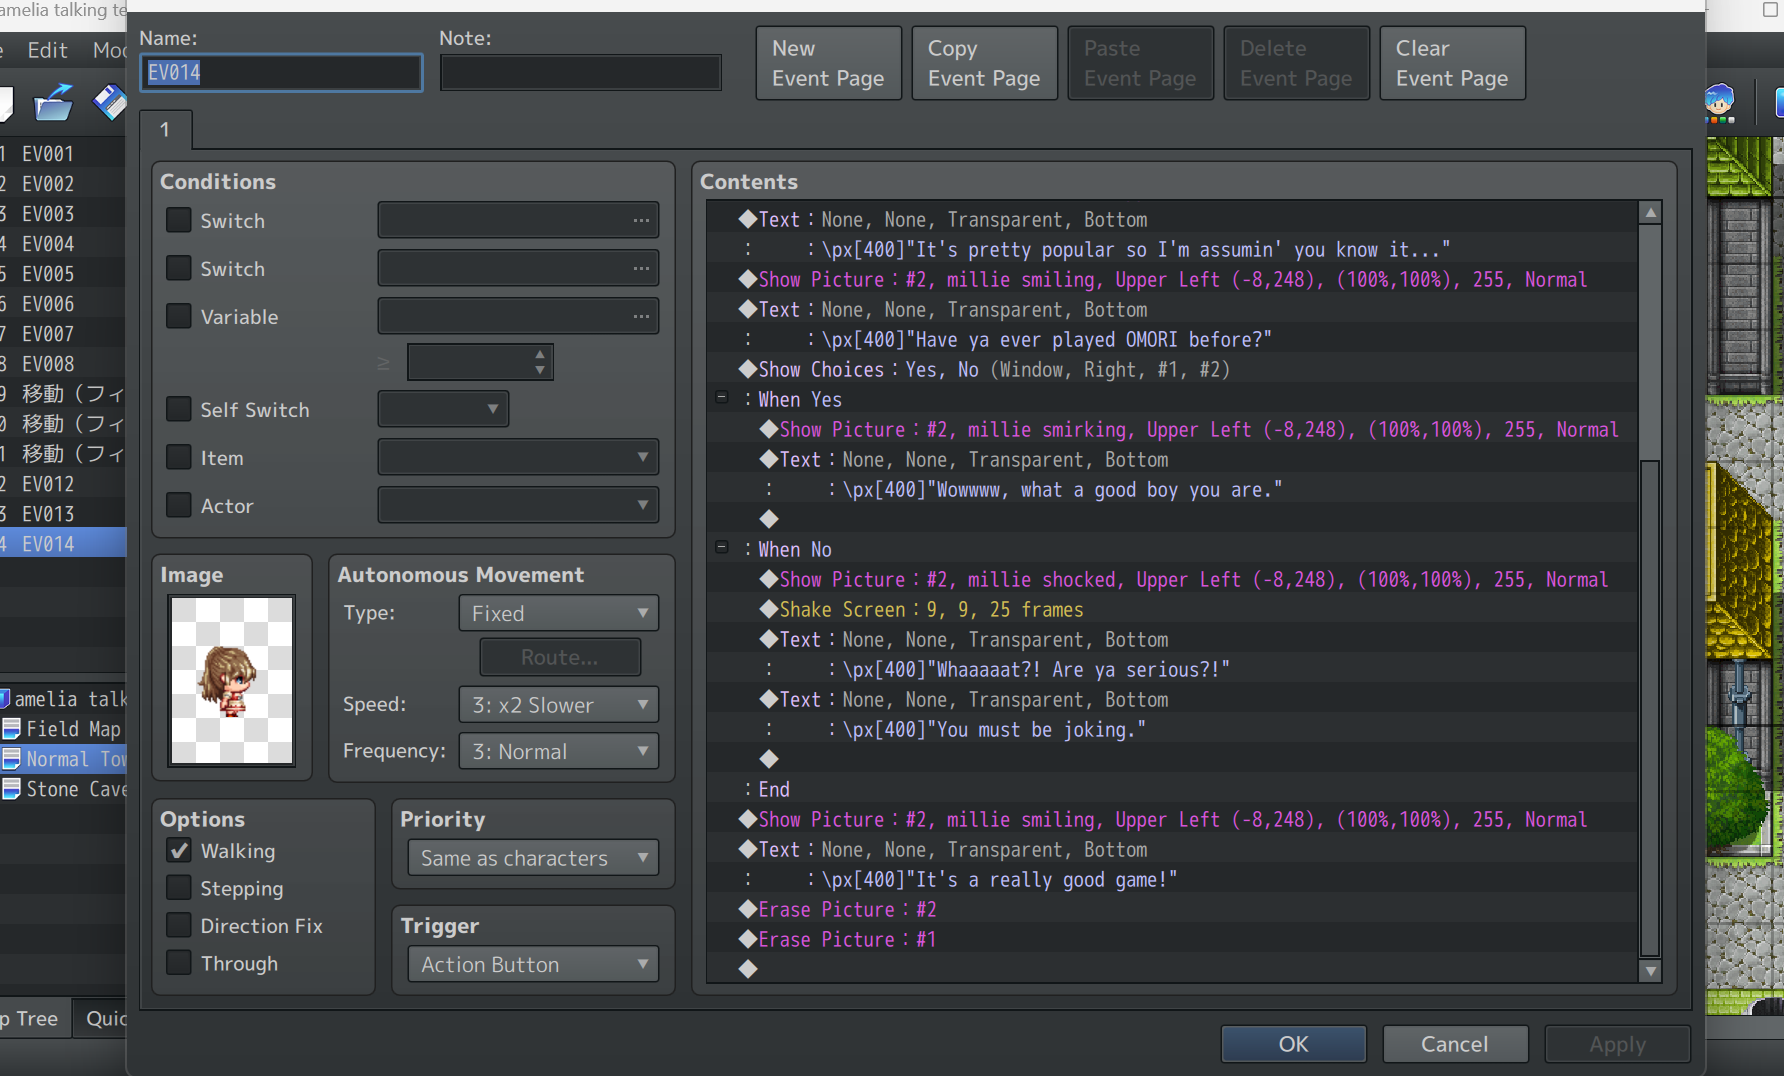 amelia talking te
Edit
Name:
Note:
EV014
New
Event Page
Copy
Event Page
Paste
Event Page
Delete
Event Page
Clear
Event Page
1
1 EV001
2 EV002
3 EV003
4 EV004
5 EV005
6 EV006
7 EV007
8 EV008
9 移動（フィ
0 移動（フィ
1 移動（フィ
2 EV012
3 EV013
4 EV014
amelia talk
Field Map
Normal Tow
Stone Cave
p Tree
Quic
Conditions
Switch ...
Switch ...
Variable ...
≥
Self Switch
Item
Actor
Image
Autonomous Movement
Type: Fixed
Route...
Speed: 3: x2 Slower
Frequency: 3: Normal
Options
Walking
Stepping
Direction Fix
Through
Priority
Same as characters
Trigger
Action Button
Contents
◆Text：None, None, Transparent, Bottom
：　　：\px[400]"It's pretty popular so I'm assumin' you know it..."
◆Show Picture：#2, millie smiling, Upper Left (-8,248), (100%,100%), 255, Normal
◆Text：None, None, Transparent, Bottom
：　　：\px[400]"Have ya ever played OMORI before?"
◆Show Choices：Yes, No (Window, Right, #1, #2)
：When Yes
◆Show Picture：#2, millie smirking, Upper Left (-8,248), (100%,100%), 255, Normal
◆Text：None, None, Transparent, Bottom
：　　：\px[400]"Wowwww, what a good boy you are."
◆
：When No
◆Show Picture：#2, millie shocked, Upper Left (-8,248), (100%,100%), 255, Normal
◆Shake Screen：9, 9, 25 frames
◆Text：None, None, Transparent, Bottom
：　　：\px[400]"Whaaaaat?! Are ya serious?!"
◆Text：None, None, Transparent, Bottom
：　　：\px[400]"You must be joking."
◆
：End
◆Show Picture：#2, millie smiling, Upper Left (-8,248), (100%,100%), 255, Normal
◆Text：None, None, Transparent, Bottom
：　　：\px[400]"It's a really good game!"
◆Erase Picture：#2
◆Erase Picture：#1
◆
OK
Cancel
Apply